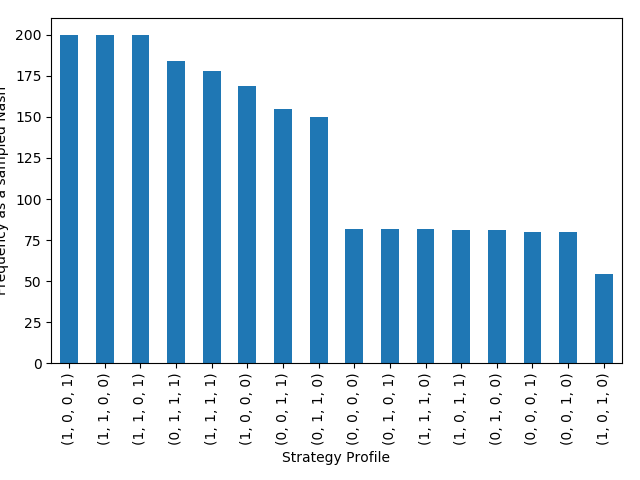 200
175
150
125
100
75
50
25
0
Frequency as a sampled Nash
(1, 0, 0, 1)
(1, 1, 0, 0)
(1, 1, 0, 1)
(0, 1, 1, 1)
(1, 1, 1, 1)
(1, 0, 0, 0)
(0, 0, 1, 1)
(0, 1, 1, 0)
(0, 0, 0, 0)
(0, 1, 0, 1)
(1, 1, 1, 0)
(1, 0, 1, 1)
(0, 1, 0, 0)
(0, 0, 0, 1)
(0, 0, 1, 0)
(1, 0, 1, 0)
Strategy Profile